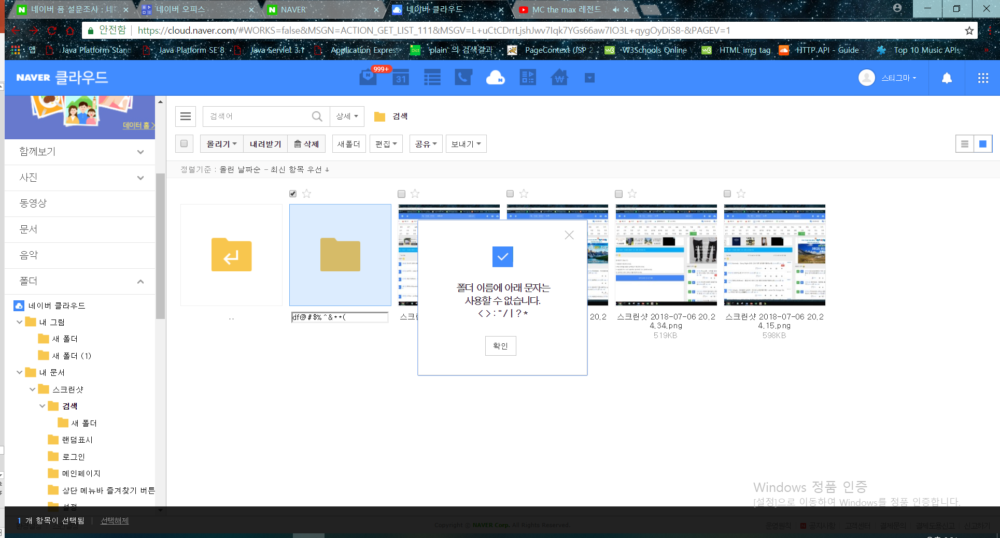 네이버 폼 설문조사 : 네
네이버 오피스
NAVER
네이버 클라우드
MC the max 레전드
안전함
https://cloud.naver.com/#WORKS=false&MSGN=ACTION_GET_LIST_111&MSGV=L+uCtCDrrLjshJwv7Iqk7YGs66aw7IO3L+qygOyDiS8-&PAGEV=1
앱
Java Platform Stand
Java Platform SE 8
Java Servlet 3.1
Application Express
'plain' 의 검색결과
PageContext (JSP 2
W3Schools Online
HTML img tag
HTTP API - Guide
Top 10 Music APIs
NAVER 클라우드
999+
31
스티그마
데이터 홈
함께보기
사진
동영상
문서
음악
폴더
네이버 클라우드
내 그림
새 폴더
새 폴더 (1)
내 문서
스크린샷
검색
새 폴더
랜덤표시
로그인
메인페이지
상단 메뉴바 즐겨찾기 버튼
설정
검색어
상세
검색
올리기
내려받기
삭제
새폴더
편집
공유
보내기
정렬기준 : 올린 날짜순 - 최신 항목 우선 ↓
..
df@#$%^&**(
스크린
20.2
스크린샷 2018-07-06 20.2
4.34.png
519KB
스크린샷 2018-07-06 20.2
4.15.png
598KB
폴더 이름에 아래 문자는
사용할 수 없습니다.
< > : " / | ? *
확인
Windows 정품 인증
[설정]으로 이동하여 Windows를 정품 인증합니다.
1 개 항목이 선택됨
선택해제
Copyright © NAVER Corp. All Rights Reserved.
운영원칙
공지사항
고객센터
결제문의
결제도용신고
신고하기